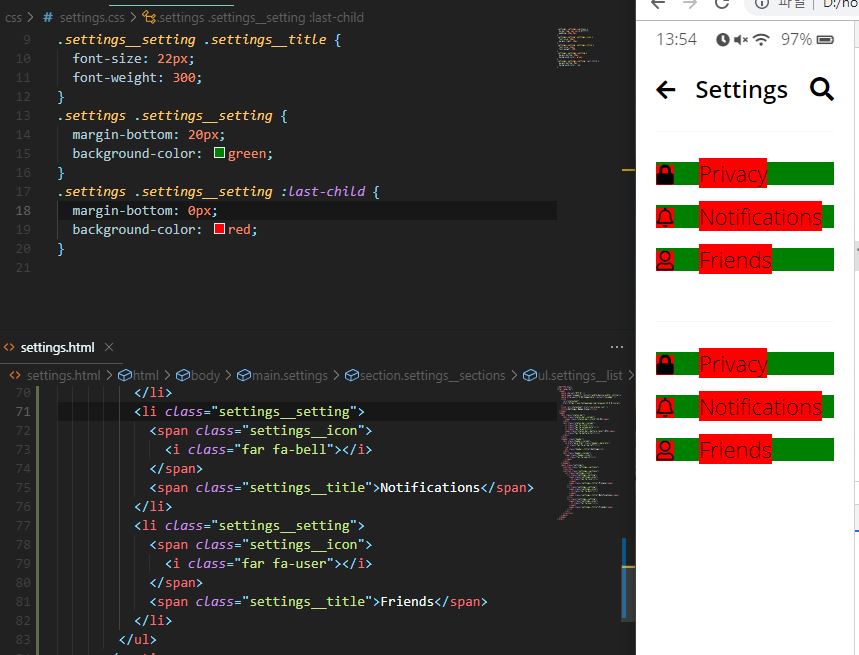 css > # settings.css > .settings .settings__setting :last-child
9 .settings__setting .settings__title {
10 font-size: 22px;
11 font-weight: 300;
12 }
13 .settings .settings__setting {
14 margin-bottom: 20px;
15 background-color: green;
16 }
17 .settings .settings__setting :last-child {
18 margin-bottom: 0px;
19 background-color: red;
20 }
21
<> settings.html × ...
<> settings.html > html > body > main.settings > section.settings__sections > ul.settings__list >
70 </li>
71 <li class="settings__setting">
72 <span class="settings__icon">
73 <i class="far fa-bell"></i>
74 </span>
75 <span class="settings__title">Notifications</span>
76 </li>
77 <li class="settings__setting">
78 <span class="settings__icon">
79 <i class="far fa-user"></i>
80 </span>
81 <span class="settings__title">Friends</span>
82 </li>
83 </ul>
파일 | D:/no
13:54 97%
Settings
Privacy
Notifications
Friends
Privacy
Notifications
Friends